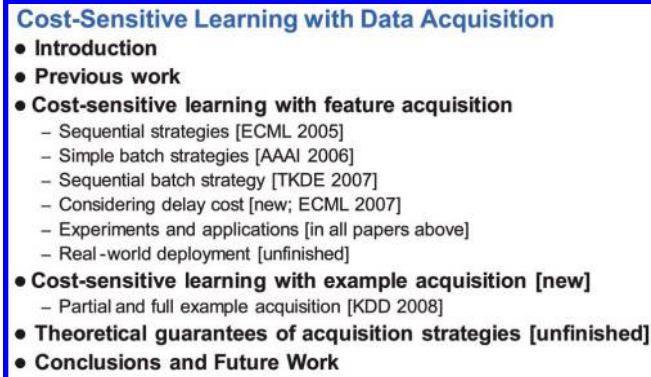 Cost-Sensitive Learning with Data Acquisition
● Introduction
● Previous work
● Cost-sensitive learning with feature acquisition
– Sequential strategies [ECML 2005]
– Simple batch strategies [AAAI 2006]
– Sequential batch strategy [TKDE 2007]
– Considering delay cost [new; ECML 2007]
– Experiments and applications [in all papers above]
– Real-world deployment [unfinished]
● Cost-sensitive learning with example acquisition [new]
– Partial and full example acquisition [KDD 2008]
● Theoretical guarantees of acquisition strategies [unfinished]
● Conclusions and Future Work